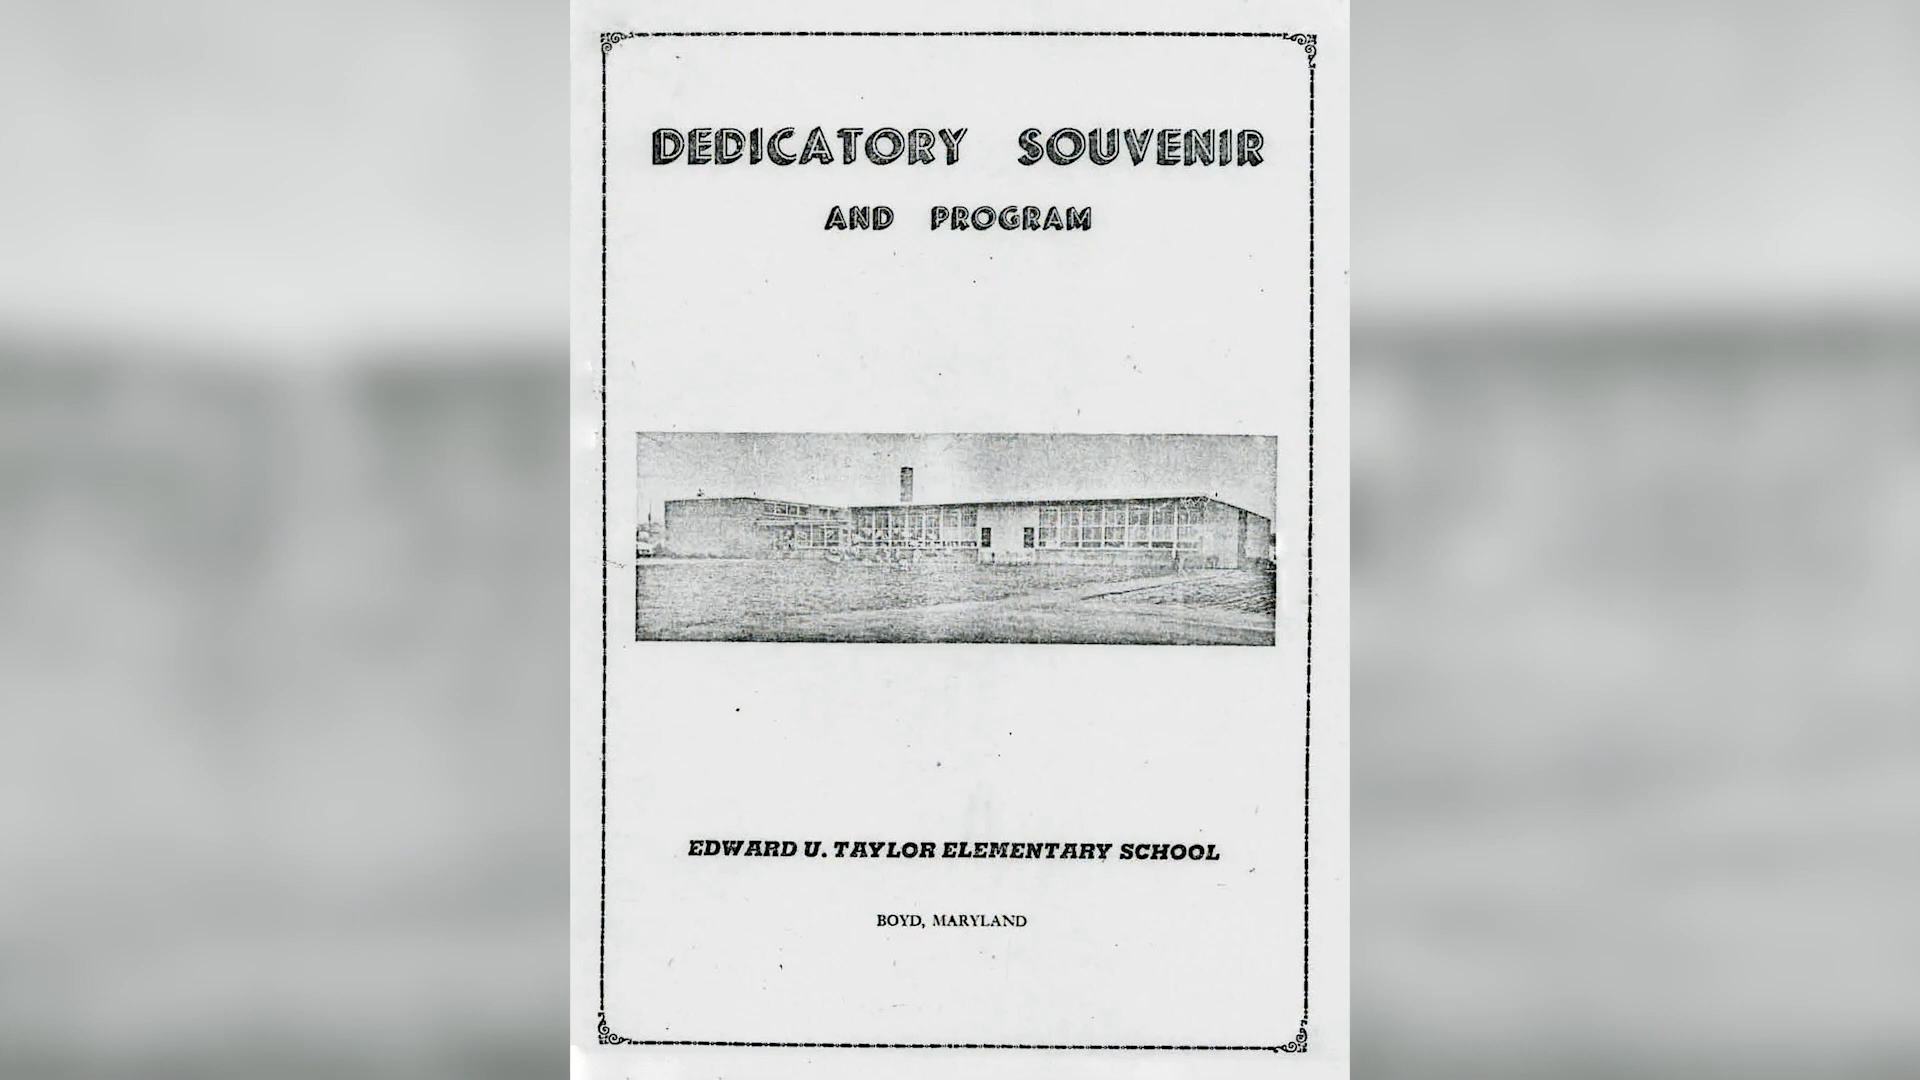 DEDICATORY SOUVENIR
AND PROGRAM
EDWARD U. TAYLOR ELEMENTARY SCHOOL
BOYD, MARYLAND